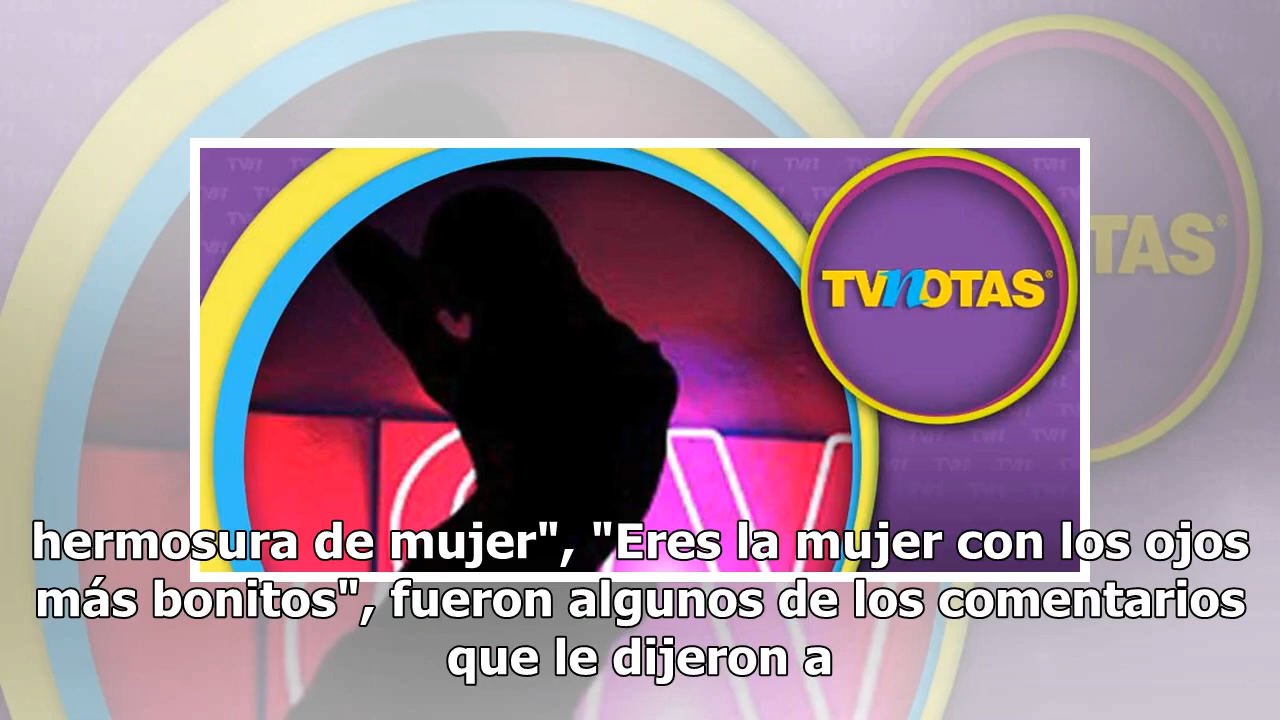 TVnOTAS®
TAS®
hermosura de mujer", "Eres la mujer con los ojos
más bonitos", fueron algunos de los comentarios
que le dijeron a